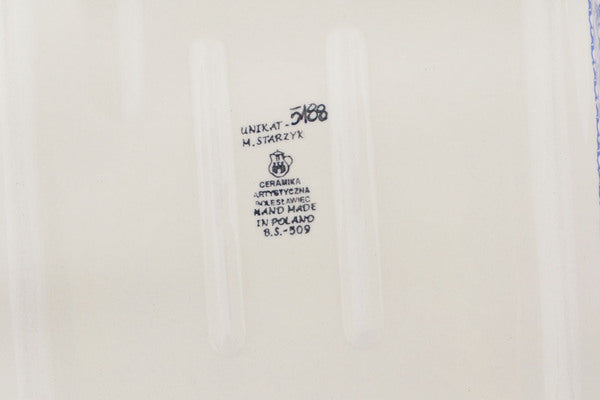 UNIKAT-5188
M. STARZYK
CERAMIKA
ARTYSTYCZNA
BOLESŁAWIEC
HAND MADE
IN POLAND
B.S.-509